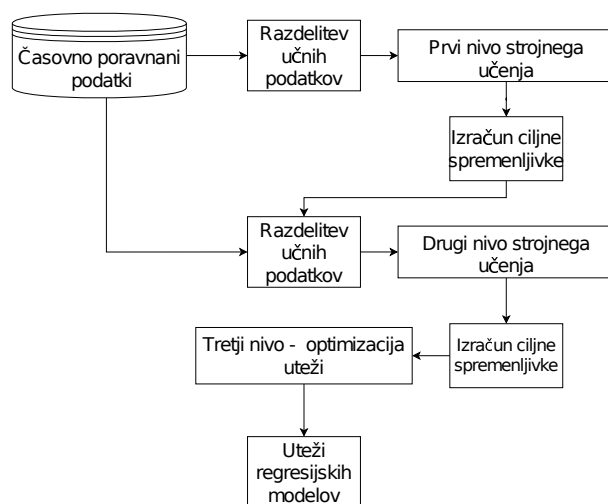 Časovno poravnani
podatki
Razdelitev
učnih
podatkov
Prvi nivo strojnega
učenja
Izračun ciljne
spremenljivke
Razdelitev
učnih
podatkov
Drugi nivo strojnega
učenja
Izračun ciljne
spremenljivke
Tretji nivo - optimizacija
uteži
Uteži
regresijskih
modelov